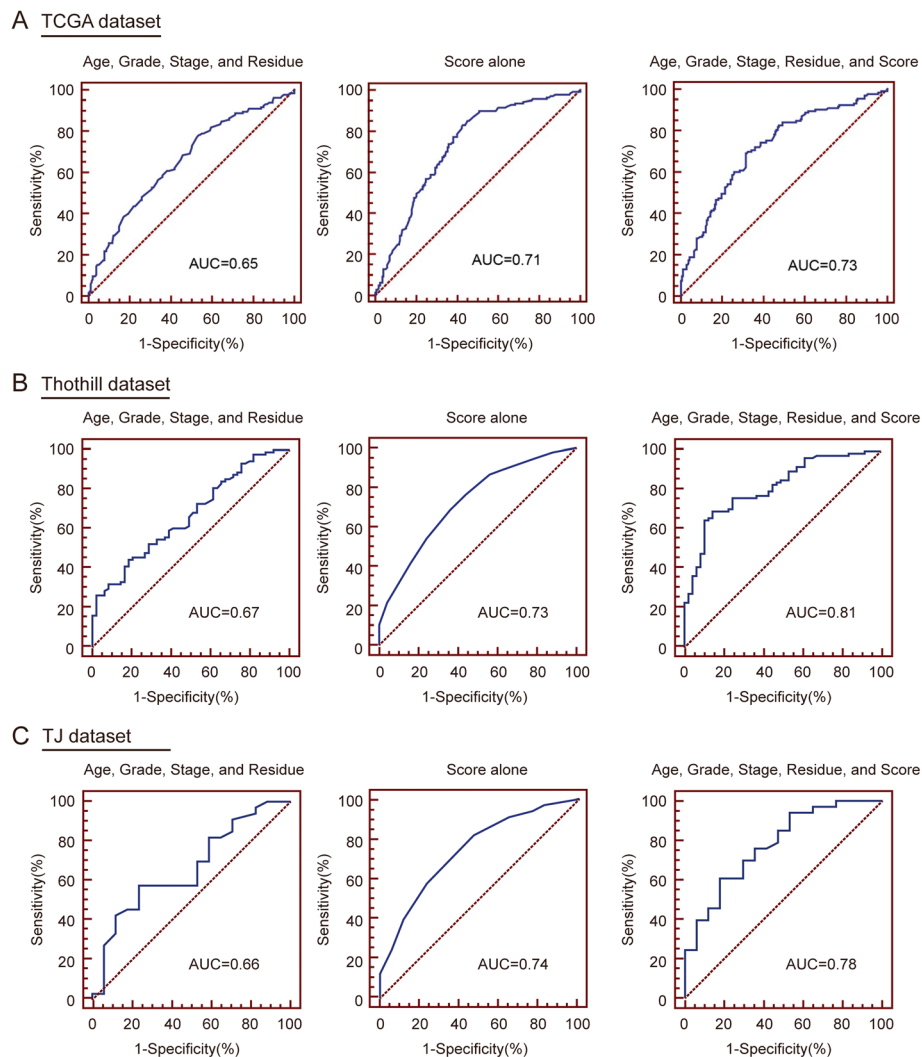 A TCGA dataset
Age, Grade, Stage, and Residue
Score alone
Age, Grade, Stage, Residue, and Score
Sensitivity(%)
100
80
60
40
20
0
AUC=0.65
0 20 40 60 80 100
1-Specificity(%)
Sensitivity(%)
100
80
60
40
20
0
AUC=0.71
0 20 40 60 80 100
1-Specificity(%)
Sensitivity(%)
100
80
60
40
20
0
AUC=0.73
0 20 40 60 80 100
1-Specificity(%)
B Thothill dataset
Age, Grade, Stage, and Residue
Score alone
Age, Grade, Stage, Residue, and Score
Sensitivity(%)
100
80
60
40
20
0
AUC=0.67
0 20 40 60 80 100
1-Specificity(%)
Sensitivity(%)
100
80
60
40
20
0
AUC=0.73
0 20 40 60 80 100
1-Specificity(%)
Sensitivity(%)
100
80
60
40
20
0
AUC=0.81
0 20 40 60 80 100
1-Specificity(%)
C TJ dataset
Age, Grade, Stage, and Residue
Score alone
Age, Grade, Stage, Residue, and Score
Sensitivity(%)
100
80
60
40
20
0
AUC=0.66
0 20 40 60 80 100
1-Specificity(%)
Sensitivity(%)
100
80
60
40
20
0
AUC=0.74
0 20 40 60 80 100
1-Specificity(%)
Sensitivity(%)
100
80
60
40
20
0
AUC=0.78
0 20 40 60 80 100
1-Specificity(%)